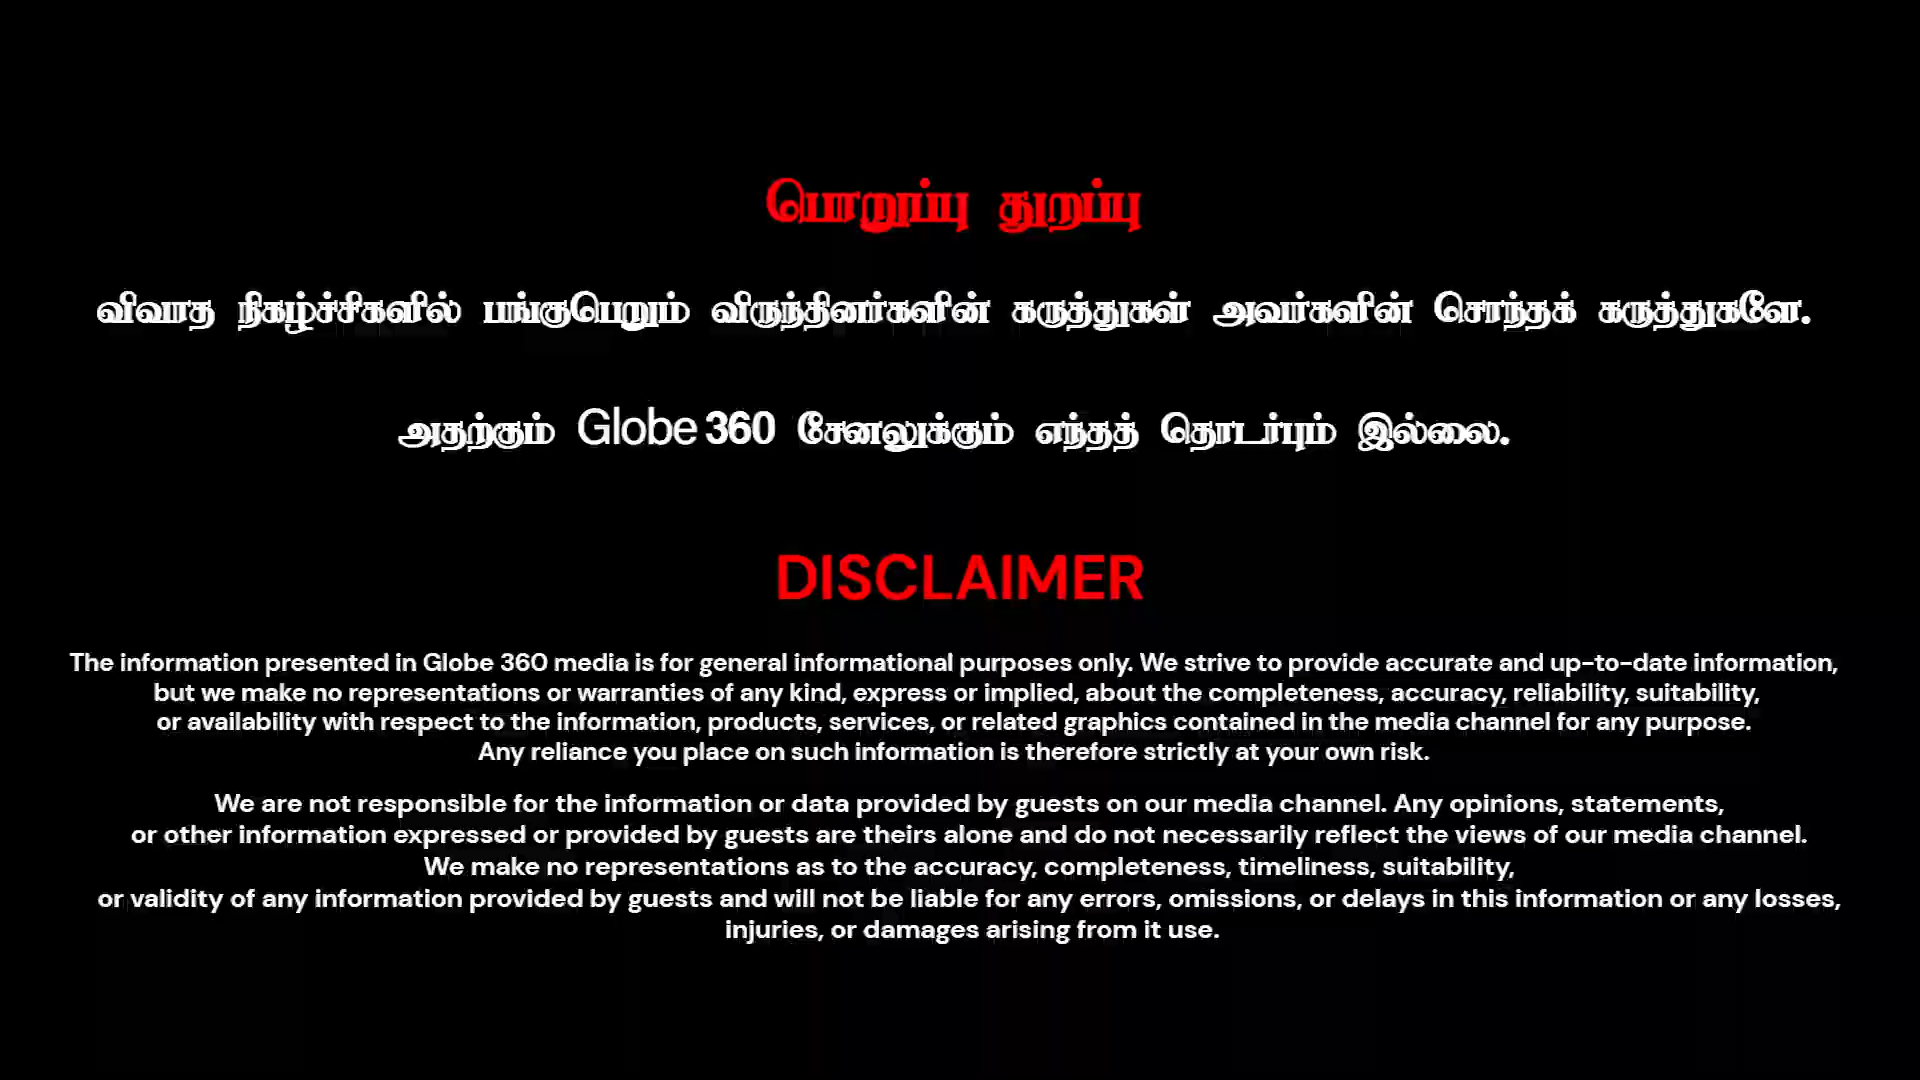 பொறுப்பு துறப்பு
விவாத நிகழ்ச்சிகளில் பங்குபெறும் விருந்தினர்களின் கருத்துகள் அவர்களின் சொந்தக் கருத்துகளே.
அதற்கும் Globe 360 சேனலுக்கும் எந்தத் தொடர்பும் இல்லை.
DISCLAIMER
The information presented in Globe 360 media is for general informational purposes only. We strive to provide accurate and up-to-date information,
but we make no representations or warranties of any kind, express or implied, about the completeness, accuracy, reliability, suitability,
or availability with respect to the information, products, services, or related graphics contained in the media channel for any purpose.
Any reliance you place on such information is therefore strictly at your own risk.
We are not responsible for the information or data provided by guests on our media channel. Any opinions, statements,
or other information expressed or provided by guests are theirs alone and do not necessarily reflect the views of our media channel.
We make no representations as to the accuracy, completeness, timeliness, suitability,
or validity of any information provided by guests and will not be liable for any errors, omissions, or delays in this information or any losses,
injuries, or damages arising from it use.